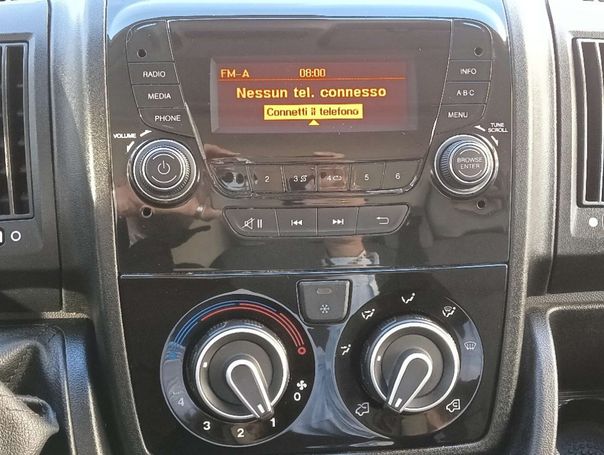 RADIO
MEDIA
PHONE
VOLUME
FM-A 08:00
Nessun tel. connesso
Connetti il telefono
INFO
A B C
MENU
TUNE
SCROLL
BROWSE
ENTER
2 3 4 5 6
4 3 2 1 0